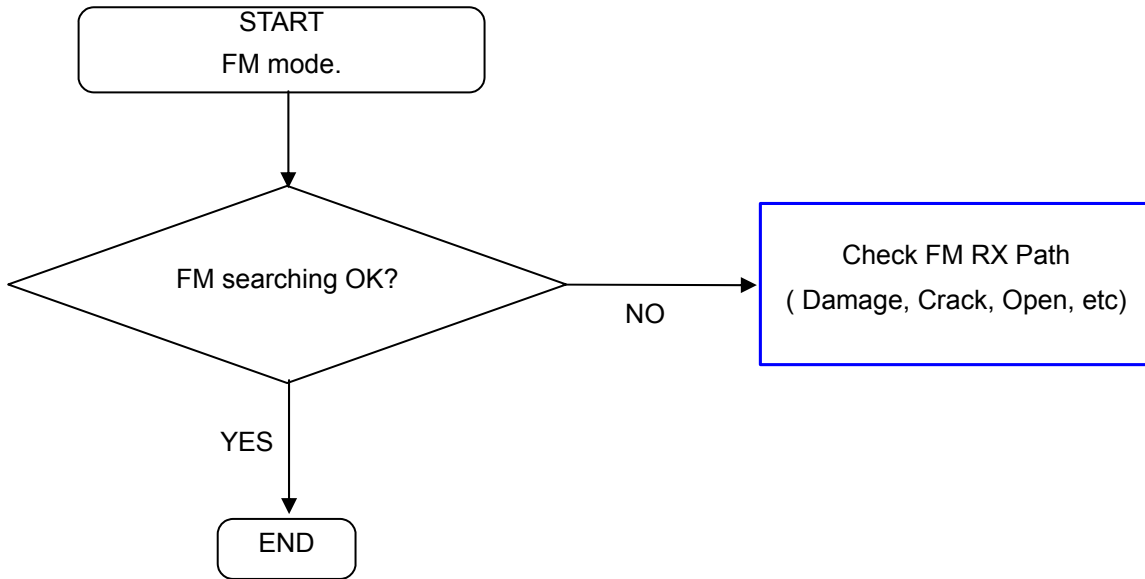 START
FM mode.
FM searching OK?
Check FM RX Path
( Damage, Crack, Open, etc)
NO
YES
END